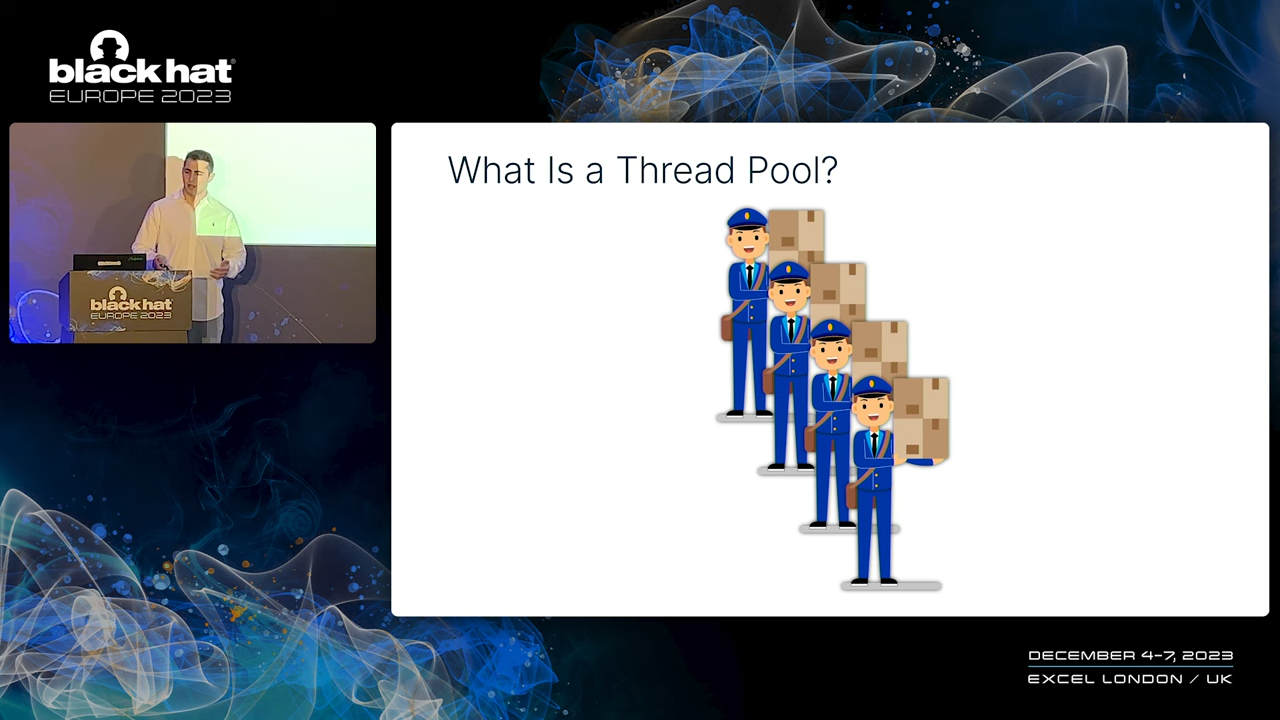 black hat
EUROPE 2023
What Is a Thread Pool?
black hat
EUROPE 2023
DECEMBER 4-7, 2023
EXCEL LONDON / UK